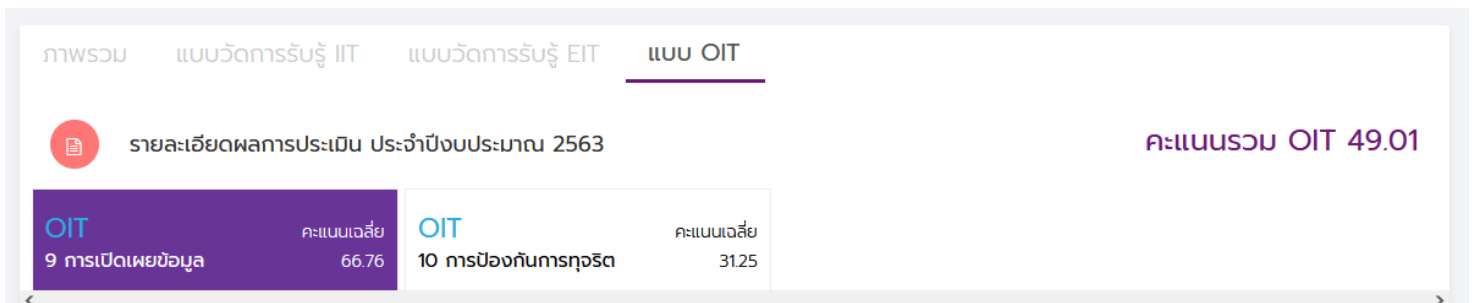 ภาพรวม แบบวัดการรับรู้ IIT แบบวัดการรับรู้ EIT แบบ OIT
รายละเอียดผลการประเมิน ประจำปีงบประมาณ 2563
คะแนนรวม OIT 49.01
OIT คะแนนเฉลี่ย
9 การเปิดเผยข้อมูล 66.76
OIT คะแนนเฉลี่ย
10 การป้องกันการทุจริต 31.25